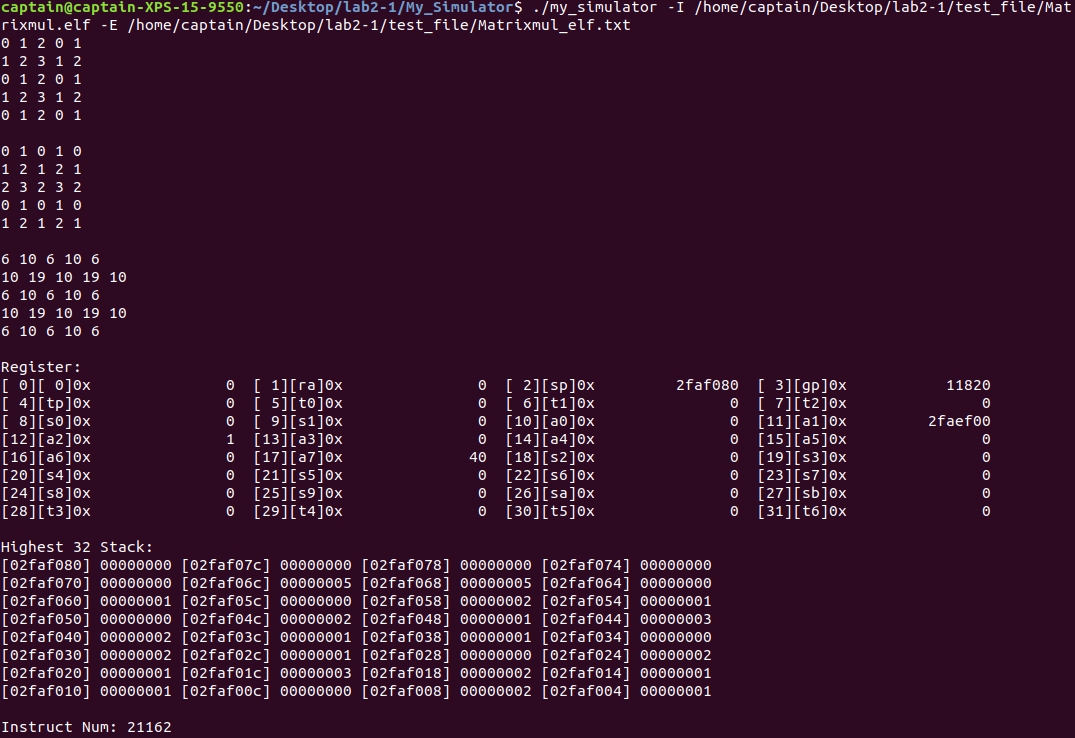 captain@captain-XPS-15-9550:~/Desktop/lab2-1/My_Simulator$ ./my_simulator -I /home/captain/Desktop/lab2-1/test_file/Mat
rixmul.elf -E /home/captain/Desktop/lab2-1/test_file/Matrixmul_elf.txt
0 1 2 0 1
1 2 3 1 2
0 1 2 0 1
1 2 3 1 2
0 1 2 0 1

0 1 0 1 0
1 2 1 2 1
2 3 2 3 2
0 1 0 1 0
1 2 1 2 1

6 10 6 10 6
10 19 10 19 10
6 10 6 10 6
10 19 10 19 10
6 10 6 10 6

Register:
[ 0][ 0]0x               0  [ 1][ra]0x               0  [ 2][sp]0x         2faf080  [ 3][gp]0x           11820
[ 4][tp]0x               0  [ 5][t0]0x               0  [ 6][t1]0x               0  [ 7][t2]0x               0
[ 8][s0]0x               0  [ 9][s1]0x               0  [10][a0]0x               0  [11][a1]0x         2faef00
[12][a2]0x               1  [13][a3]0x               0  [14][a4]0x               0  [15][a5]0x               0
[16][a6]0x               0  [17][a7]0x              40  [18][s2]0x               0  [19][s3]0x               0
[20][s4]0x               0  [21][s5]0x               0  [22][s6]0x               0  [23][s7]0x               0
[24][s8]0x               0  [25][s9]0x               0  [26][sa]0x               0  [27][sb]0x               0
[28][t3]0x               0  [29][t4]0x               0  [30][t5]0x               0  [31][t6]0x               0

Highest 32 Stack:
[02faf080] 00000000 [02faf07c] 00000000 [02faf078] 00000000 [02faf074] 00000000
[02faf070] 00000000 [02faf06c] 00000005 [02faf068] 00000005 [02faf064] 00000000
[02faf060] 00000001 [02faf05c] 00000000 [02faf058] 00000002 [02faf054] 00000001
[02faf050] 00000000 [02faf04c] 00000002 [02faf048] 00000001 [02faf044] 00000003
[02faf040] 00000002 [02faf03c] 00000001 [02faf038] 00000001 [02faf034] 00000000
[02faf030] 00000002 [02faf02c] 00000001 [02faf028] 00000000 [02faf024] 00000002
[02faf020] 00000001 [02faf01c] 00000003 [02faf018] 00000002 [02faf014] 00000001
[02faf010] 00000001 [02faf00c] 00000000 [02faf008] 00000002 [02faf004] 00000001

Instruct Num: 21162